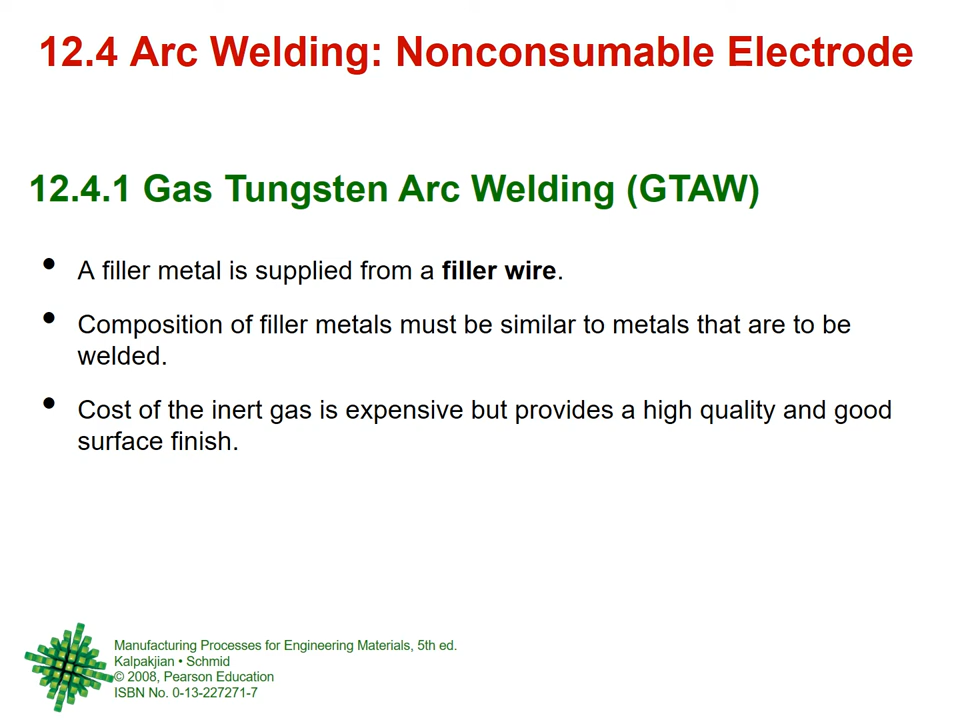 12.4 Arc Welding: Nonconsumable Electrode
12.4.1 Gas Tungsten Arc Welding (GTAW)
• A filler metal is supplied from a filler wire.
• Composition of filler metals must be similar to metals that are to be
welded.
• Cost of the inert gas is expensive but provides a high quality and good
surface finish.
Manufacturing Processes for Engineering Materials, 5th ed.
Kalpakjian • Schmid
© 2008, Pearson Education
ISBN No. 0-13-227271-7